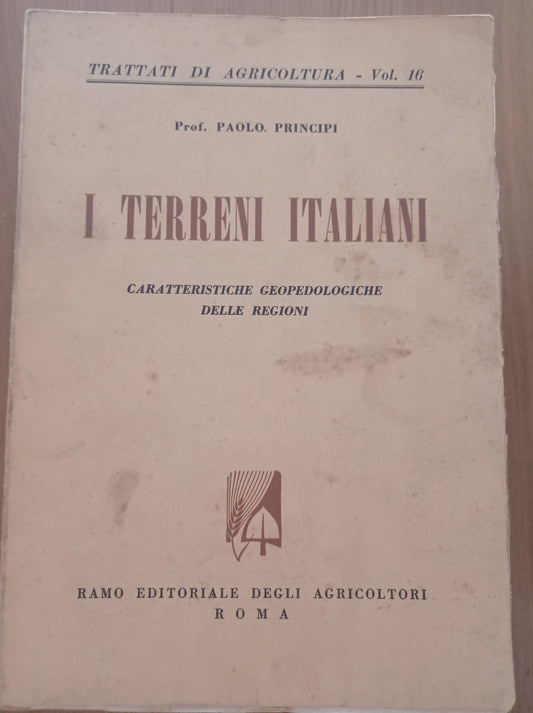 TRATTATI DI AGRICOLTURA - Vol. 16
Prof. PAOLO PRINCIPI
I TERRENI ITALIANI
CARATTERISTICHE GEOPEDOLOGICHE
DELLE REGIONI
RAMO EDITORIALE DEGLI AGRICOLTORI
ROMA